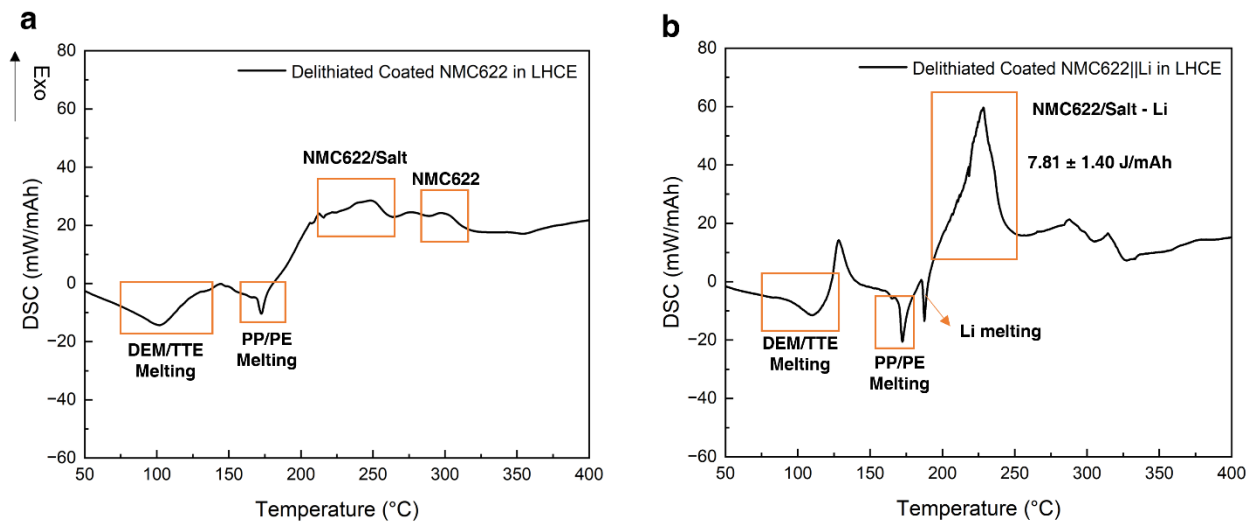 a
Exo
80
60
40
20
0
−20
−40
−60
DSC (mW/mAh)
Delithiated Coated NMC622 in LHCE
NMC622/Salt
NMC622
DEM/TTE
Melting
PP/PE
Melting
50
100
150
200
250
300
350
400
Temperature (°C)
b
80
60
40
20
0
−20
−40
−60
DSC (mW/mAh)
Delithiated Coated NMC622||Li in LHCE
NMC622/Salt - Li
7.81 ± 1.40 J/mAh
Li melting
DEM/TTE
Melting
PP/PE
Melting
50
100
150
200
250
300
350
400
Temperature (°C)